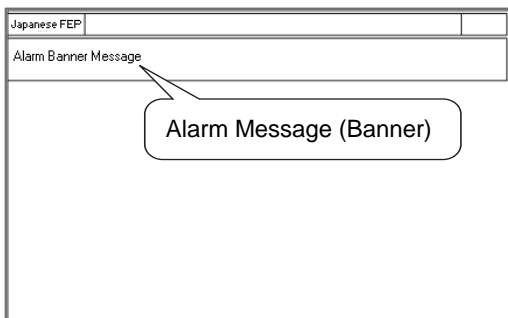 Japanese FEP
Alarm Banner Message
Alarm Message (Banner)